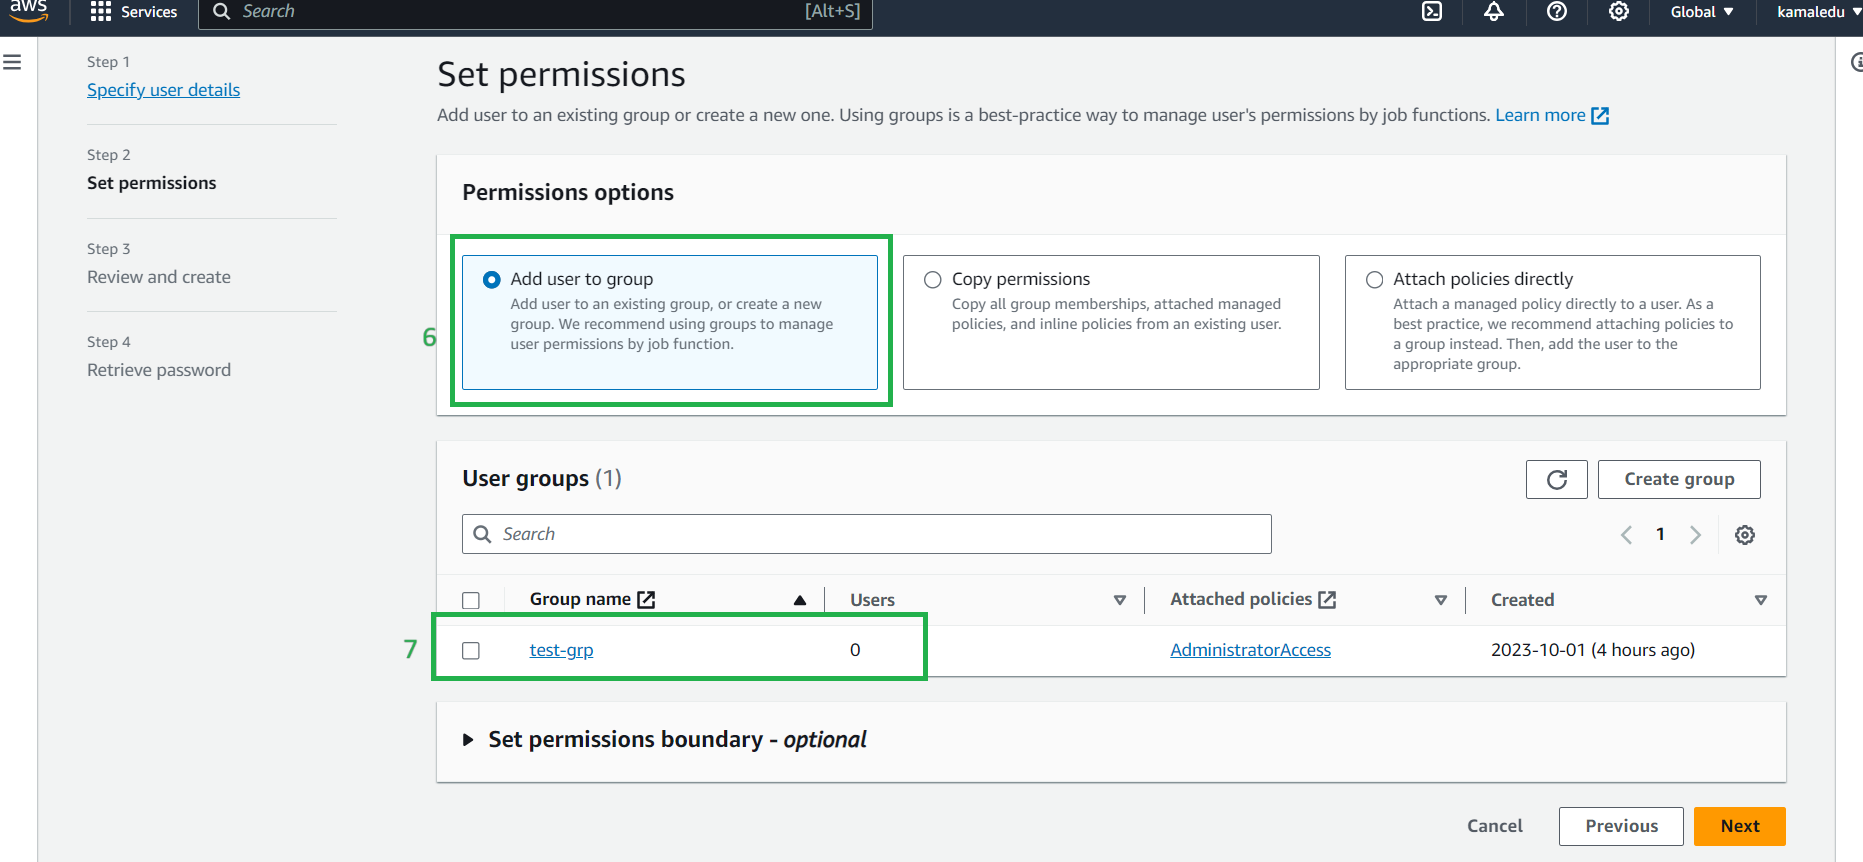 aws
Services
Search
[Alt+S]
Global
kamaledu
Step 1
Specify user details
Step 2
Set permissions
Step 3
Review and create
Step 4
Retrieve password
Set permissions
Add user to an existing group or create a new one. Using groups is a best-practice way to manage user's permissions by job functions. Learn more
Permissions options
6
Add user to group
Add user to an existing group, or create a new
group. We recommend using groups to manage
user permissions by job function.
Copy permissions
Copy all group memberships, attached managed
policies, and inline policies from an existing user.
Attach policies directly
Attach a managed policy directly to a user. As a
best practice, we recommend attaching policies to
a group instead. Then, add the user to the
appropriate group.
User groups (1)
Create group
Search
1
Group name
Users
Attached policies
Created
7
test-grp
0
AdministratorAccess
2023-10-01 (4 hours ago)
Set permissions boundary - optional
Cancel
Previous
Next